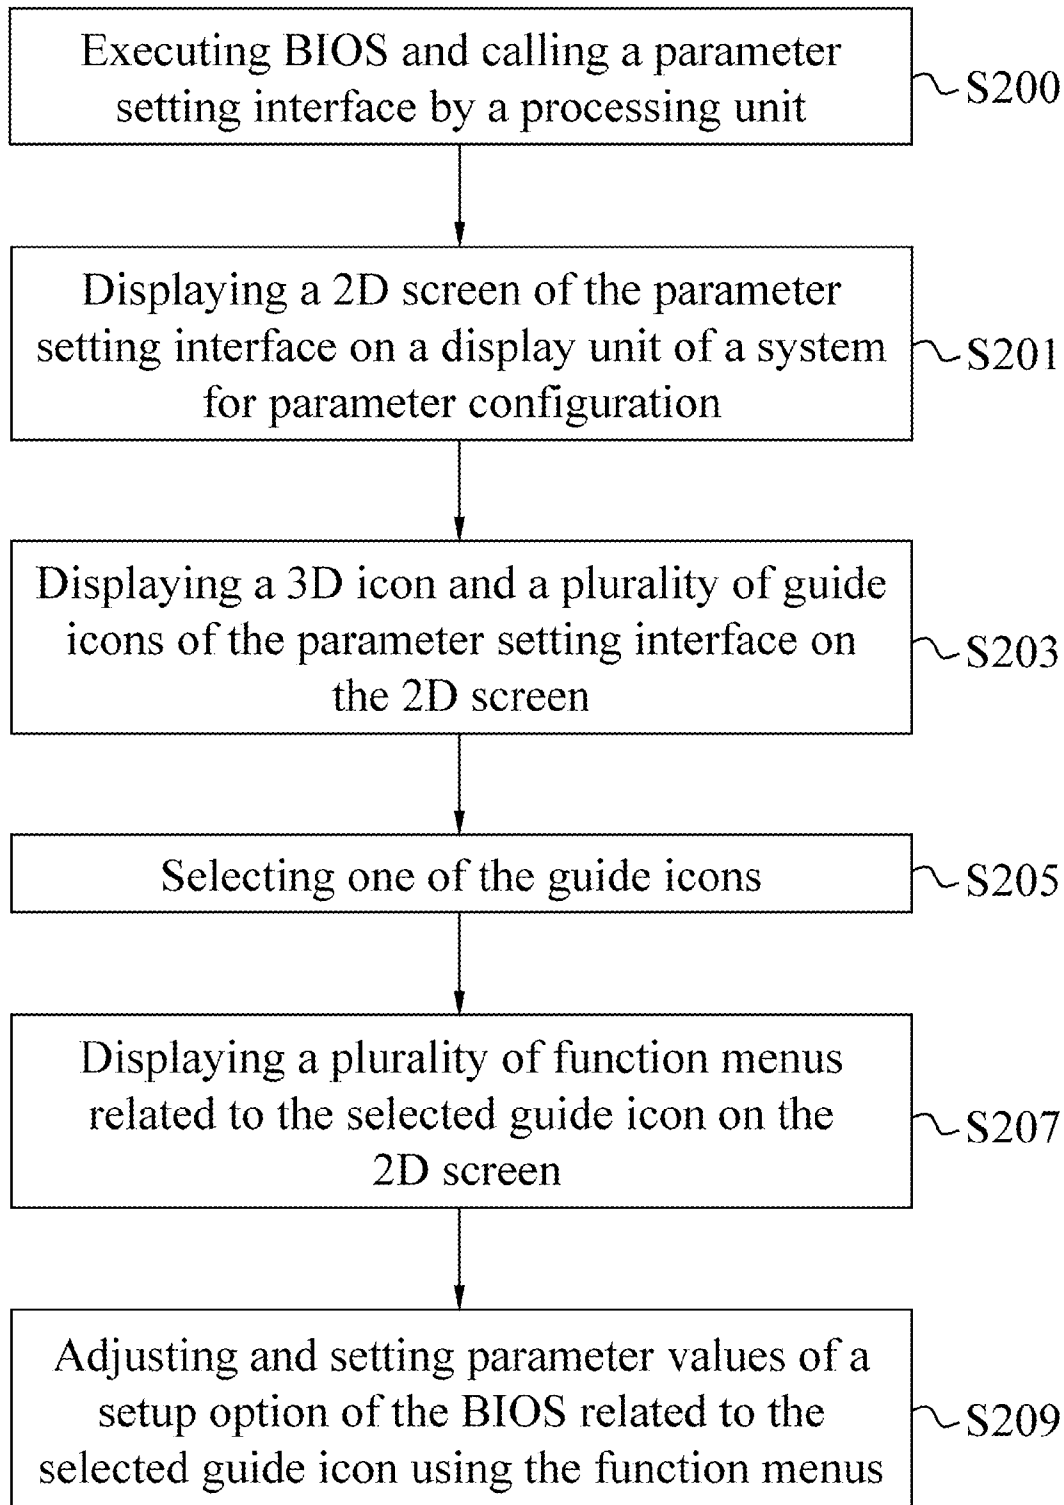 Executing BIOS and calling a parameter
setting interface by a processing unit
S200
Displaying a 2D screen of the parameter
setting interface on a display unit of a system
for parameter configuration
S201
Displaying a 3D icon and a plurality of guide
icons of the parameter setting interface on
the 2D screen
S203
Selecting one of the guide icons
S205
Displaying a plurality of function menus
related to the selected guide icon on the
2D screen
S207
Adjusting and setting parameter values of a
setup option of the BIOS related to the
selected guide icon using the function menus
S209